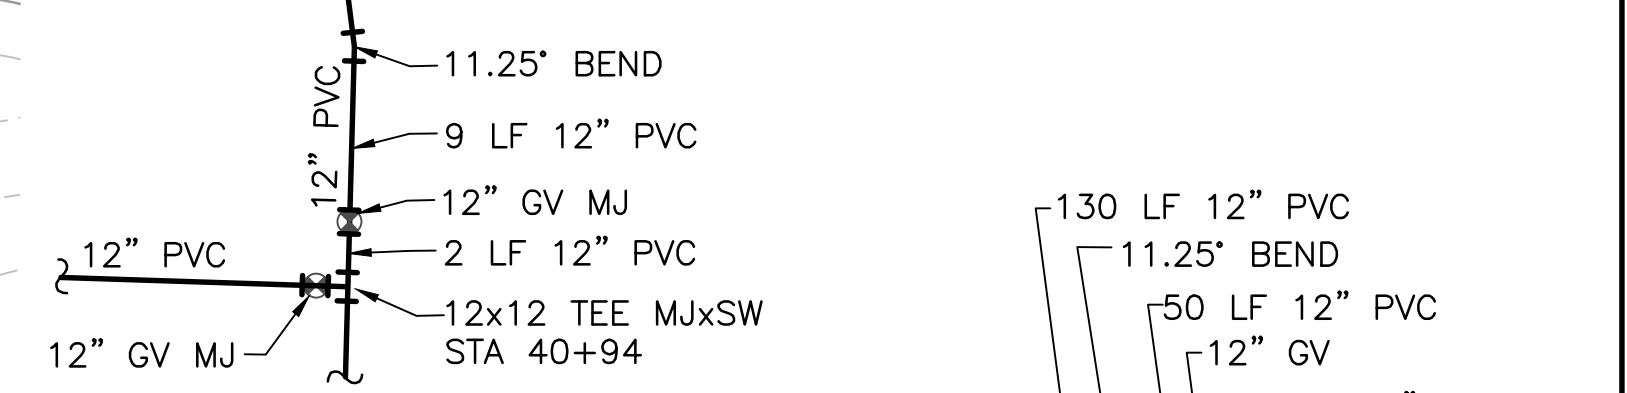 11.25° BEND
12” PVC
9 LF 12” PVC
12” GV MJ
12” PVC
2 LF 12” PVC
12x12 TEE MJxSW
STA 40+94
12” GV MJ
130 LF 12” PVC
11.25° BEND
50 LF 12” PVC
12” GV